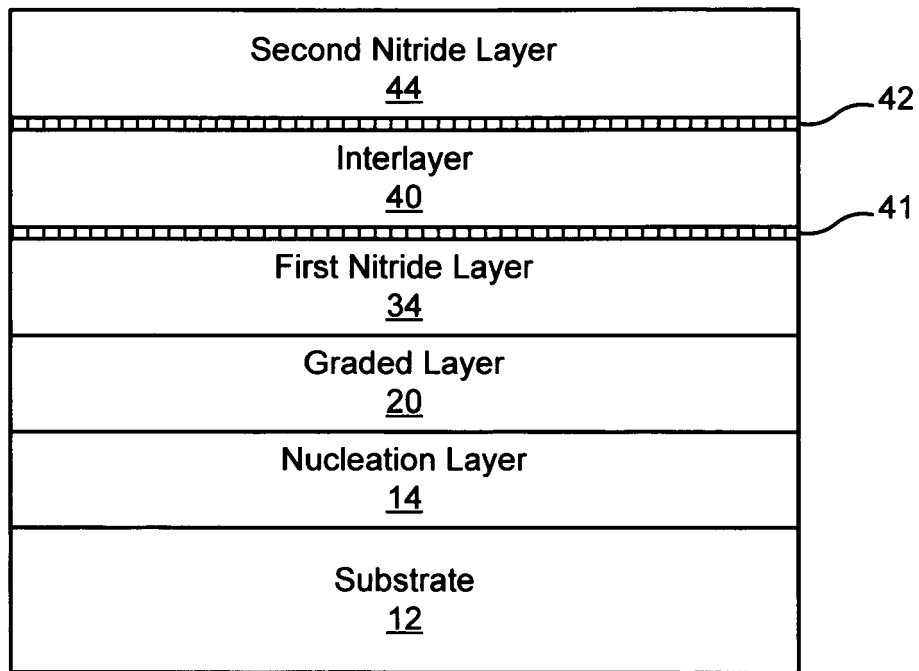 Second Nitride Layer
44
42
Interlayer
40
41
First Nitride Layer
34
Graded Layer
20
Nucleation Layer
14
Substrate
12